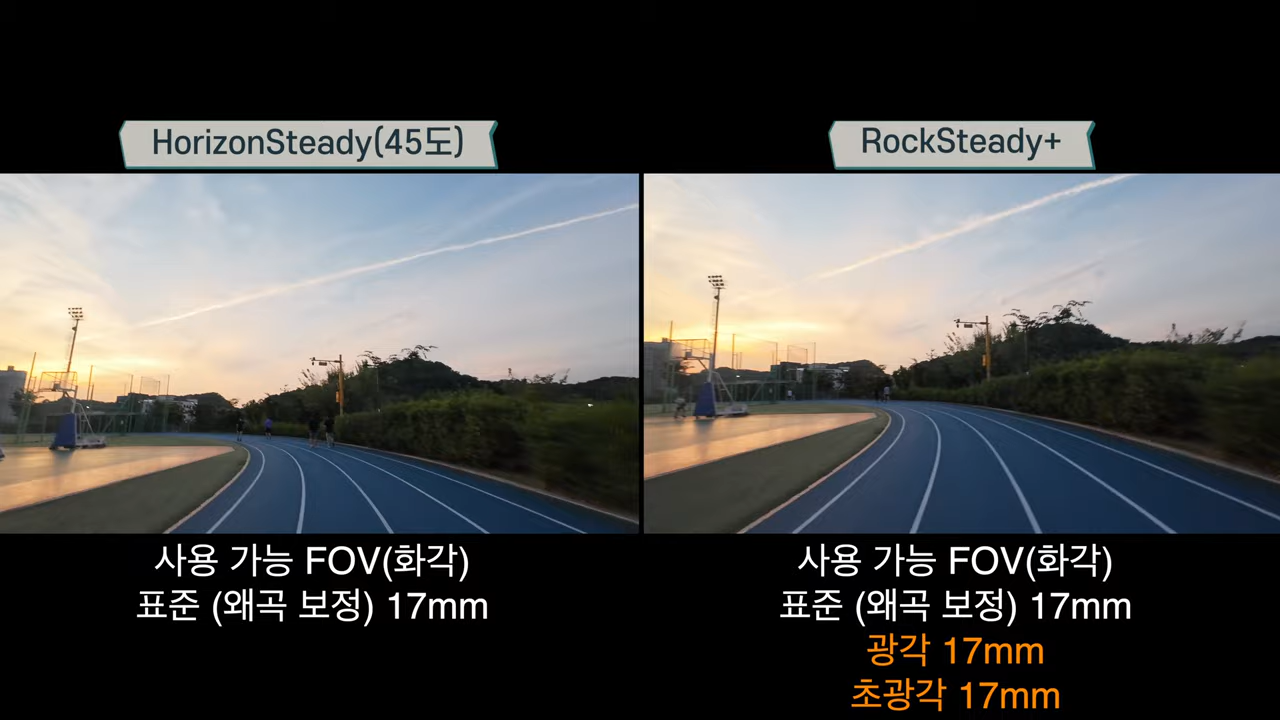 HorizonSteady(45도)
RockSteady+
사용 가능 FOV(화각)
표준 (왜곡 보정) 17mm
사용 가능 FOV(화각)
표준 (왜곡 보정) 17mm
광각 17mm
초광각 17mm